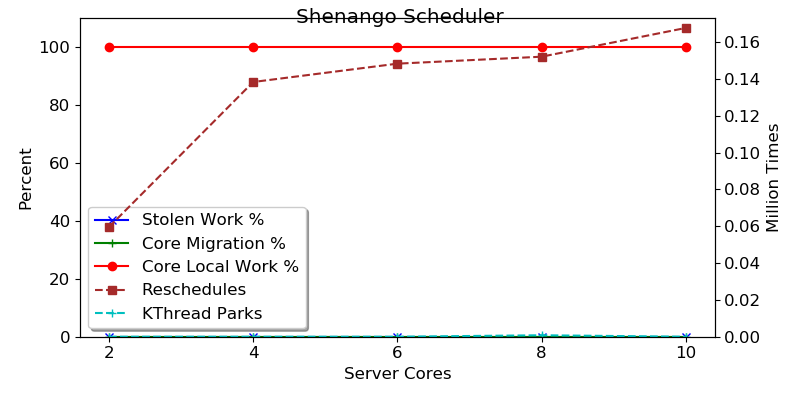 Shenango Scheduler
100
80
60
40
20
0
Percent
0.16
0.14
0.12
0.10
0.08
0.06
0.04
0.02
0.00
Million Times
Stolen Work %
Core Migration %
Core Local Work %
Reschedules
KThread Parks
2 4 6 8 10
Server Cores